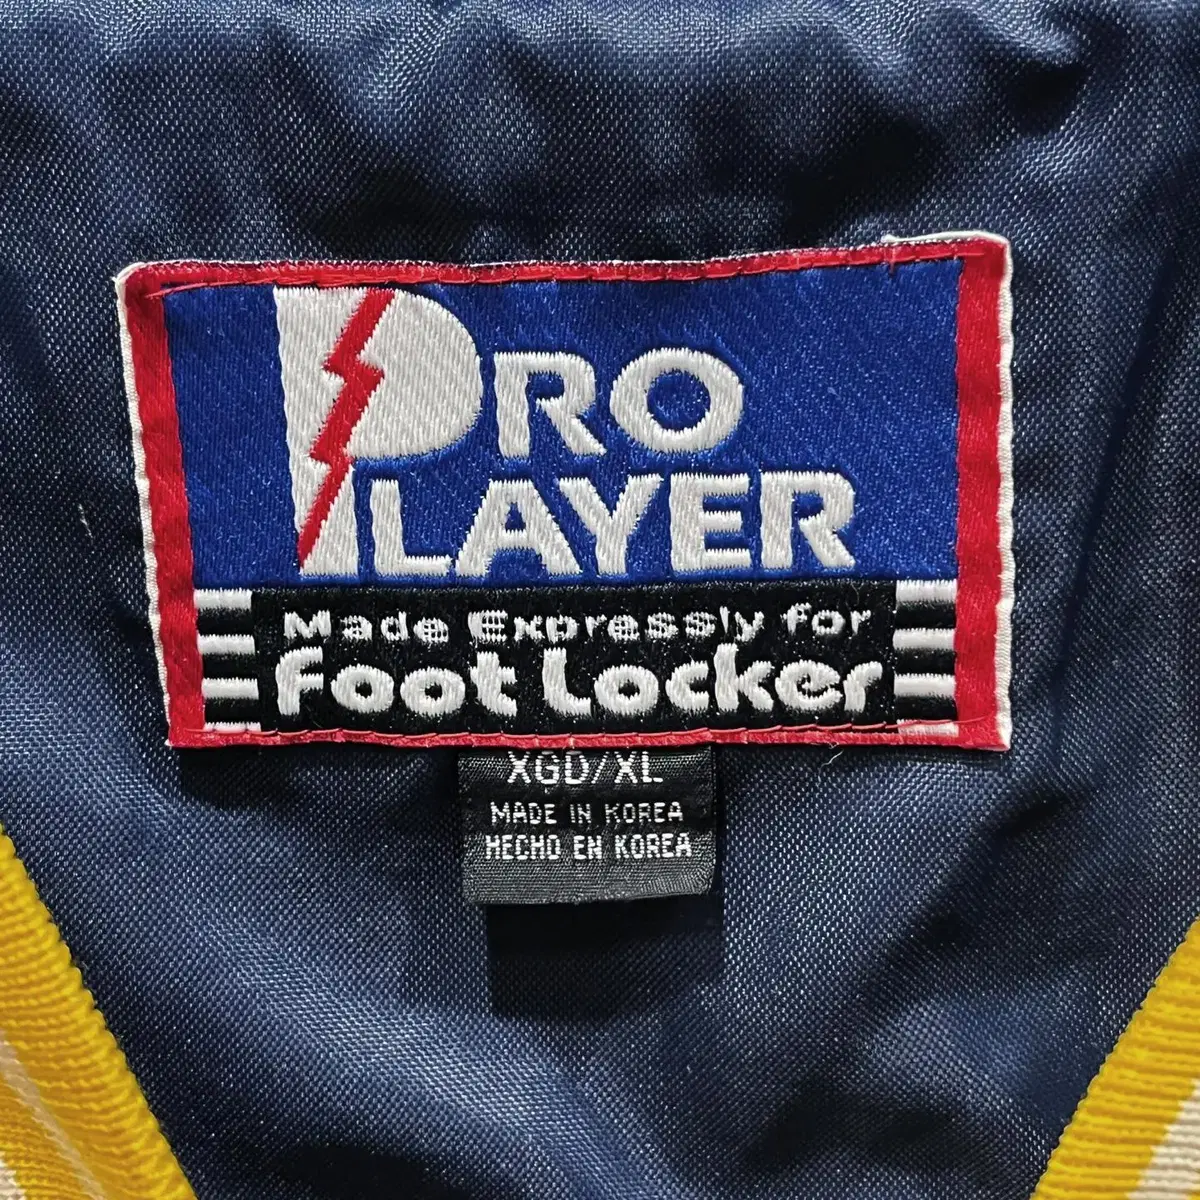 PRO
PLAYER
Made Expressly for
Foot Locker
XGD/XL
MADE IN KOREA
HECHO EN KOREA